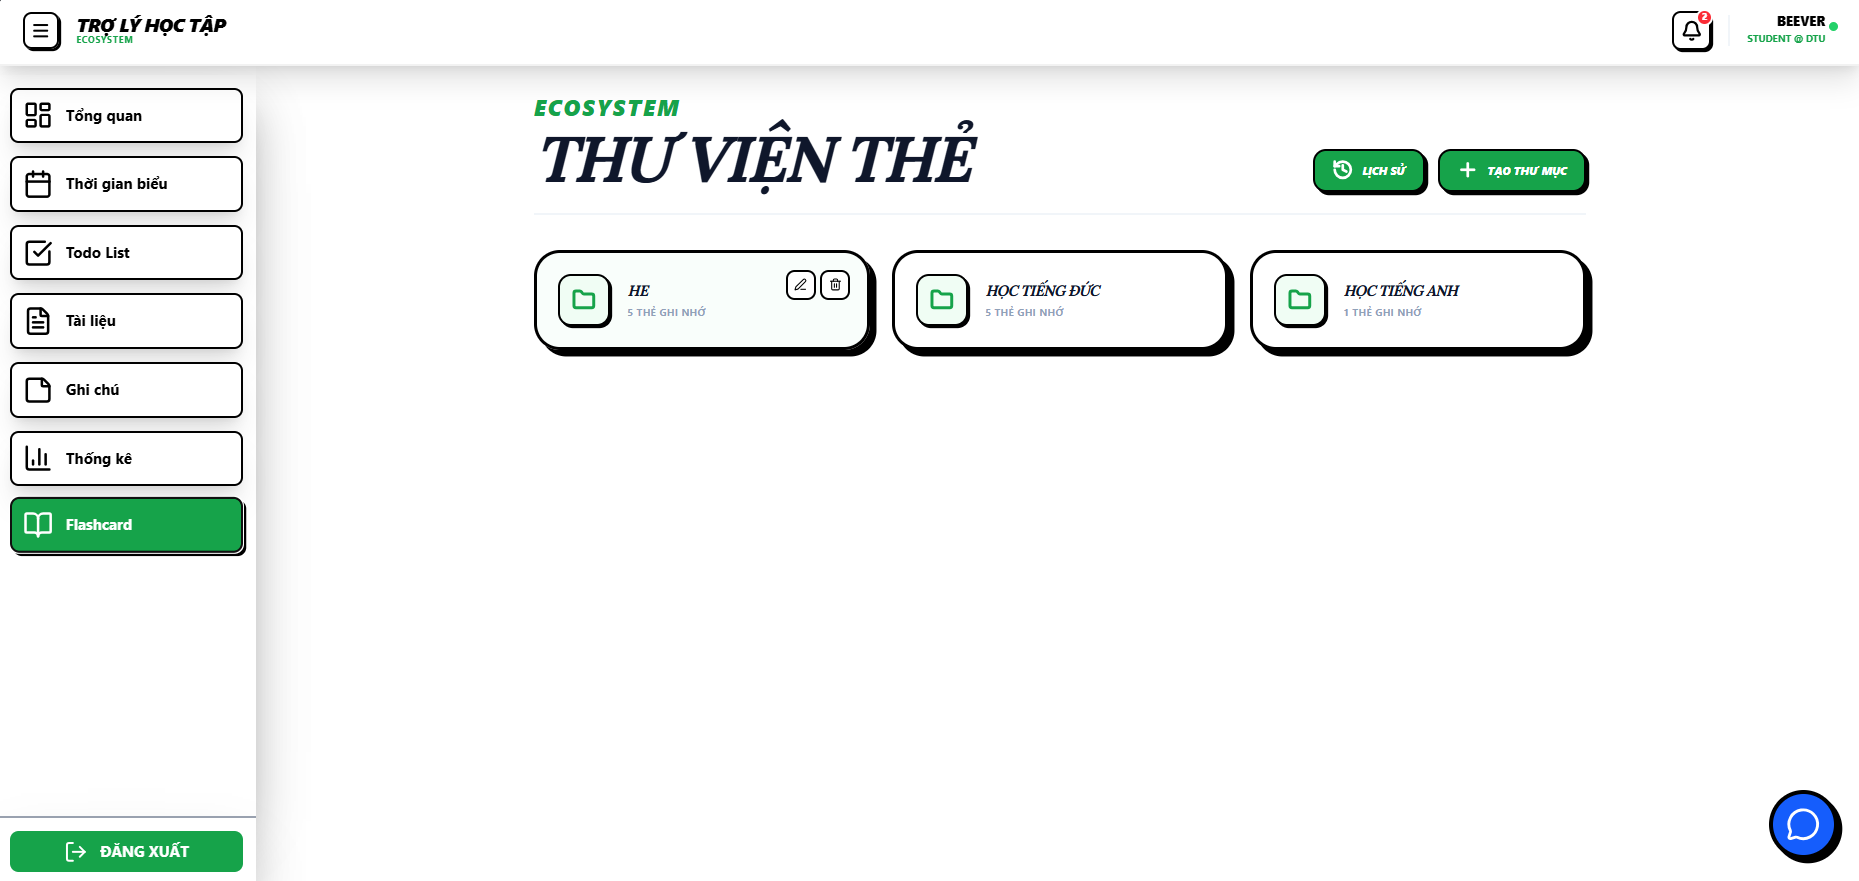 TRỢ LÝ HỌC TẬP
ECOSYSTEM
2
BEEVER
STUDENT @ DTU
Tổng quan
Thời gian biểu
Todo List
Tài liệu
Ghi chú
Thống kê
Flashcard
ĐĂNG XUẤT
ECOSYSTEM
THƯ VIỆN THẺ
LỊCH SỬ
TẠO THƯ MỤC
HE
5 THẺ GHI NHỚ
HỌC TIẾNG ĐỨC
5 THẺ GHI NHỚ
HỌC TIẾNG ANH
1 THẺ GHI NHỚ